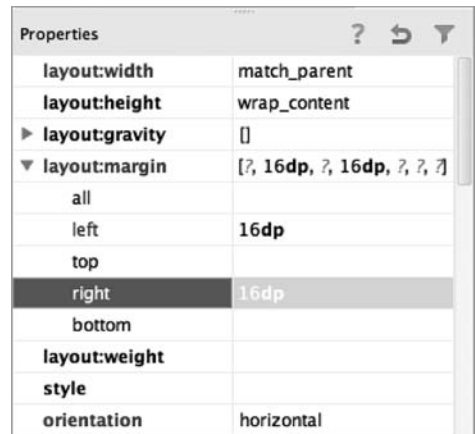 Properties ?
layout:width match_parent
layout:height wrap_content
layout:gravity []
layout:margin [?, 16dp, ?, 16dp, ?, ?, ?]
all
left 16dp
top
right 16dp
bottom
layout:weight
style
orientation horizontal